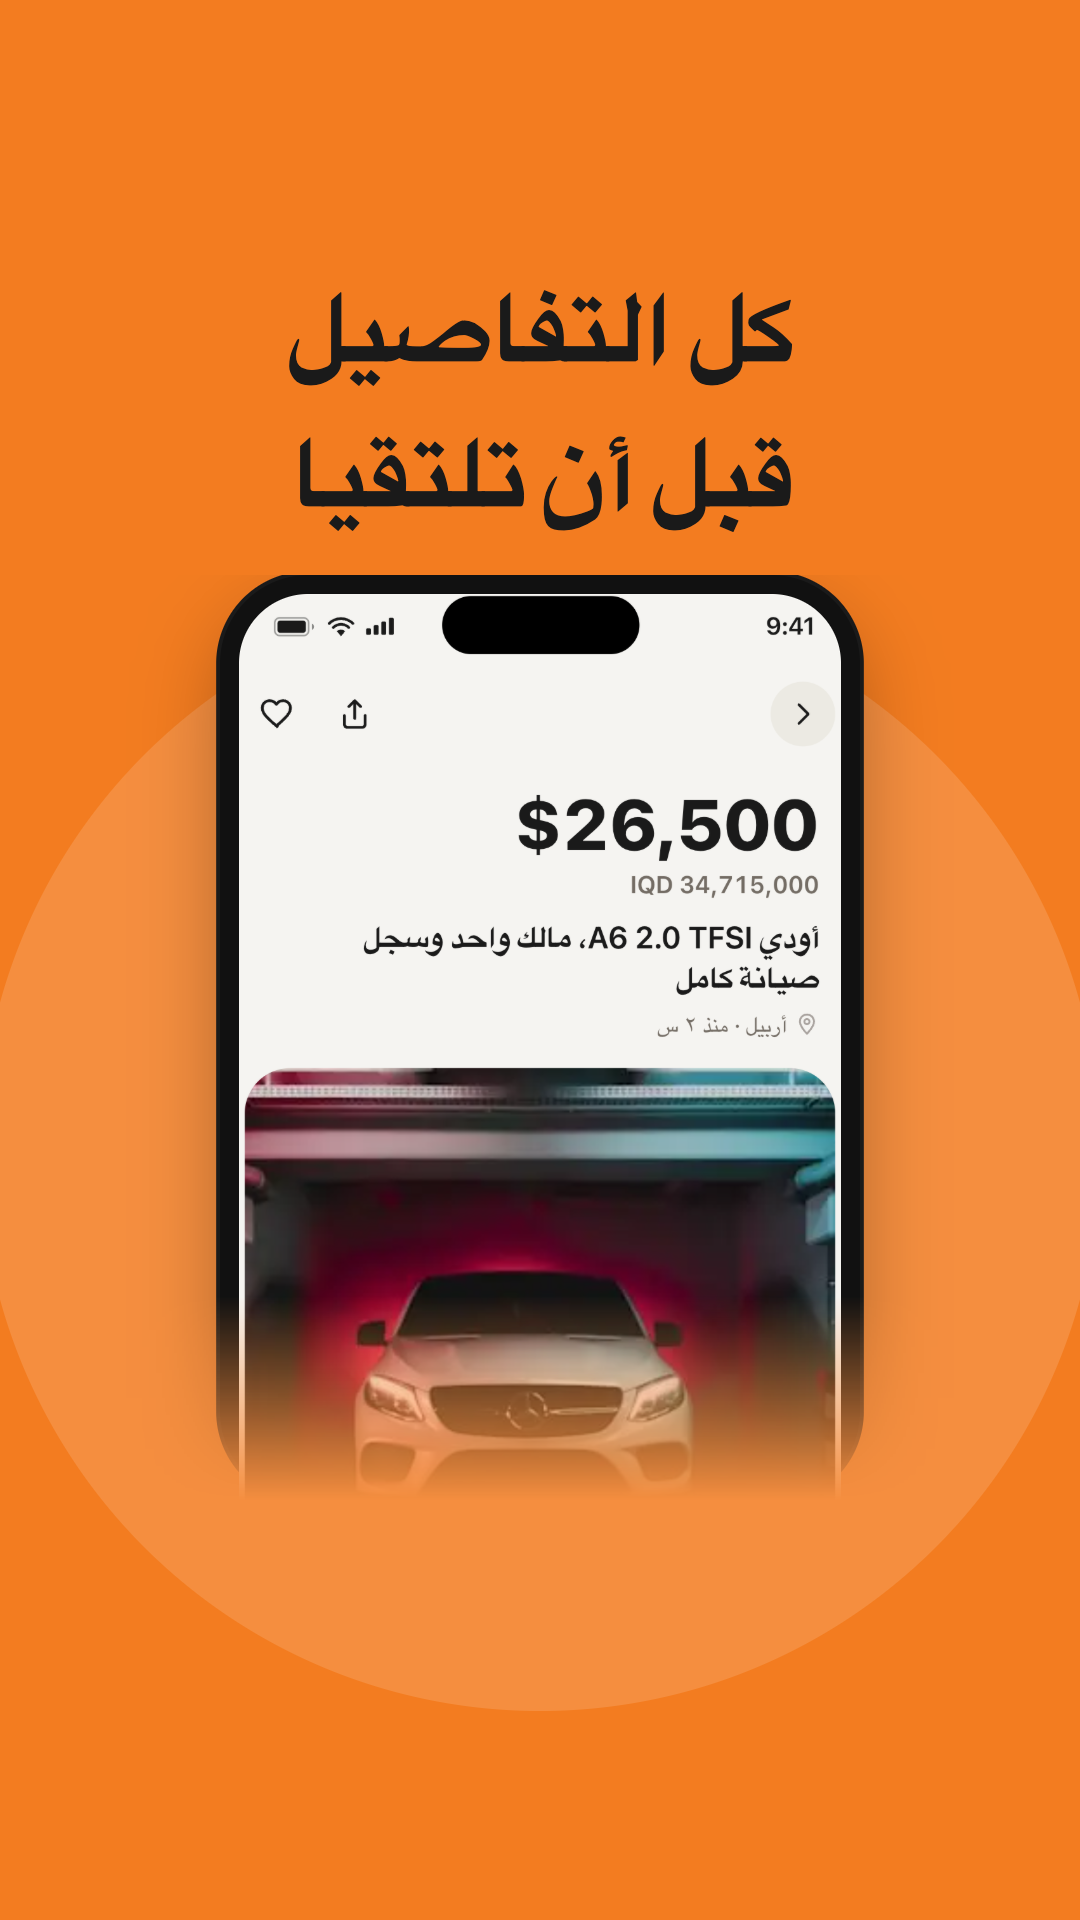 كل التفاصيل
قبل أن تلتقيا
9:41
$26,500
IQD 34,715,000
أودي A6 2.0 TFSI، مالك واحد وسجل
صيانة كامل
أربيل · منذ ٢ س